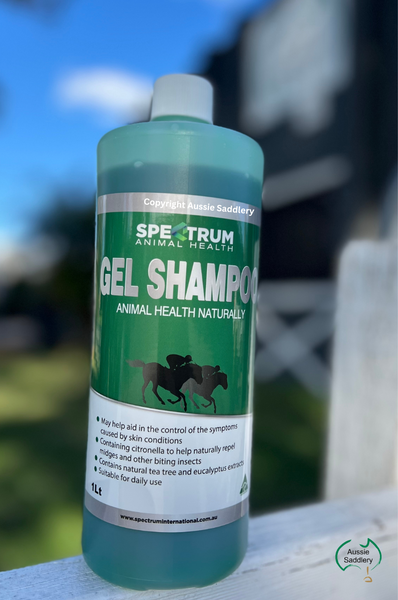 Copyright Aussie Saddlery
SPECTRUM
ANIMAL HEALTH
GEL SHAMPOO
ANIMAL HEALTH NATURALLY
• May help aid in the control of the symptoms
caused by skin conditions
• Containing citronella to help naturally repel
midges and other biting insects
• Contains natural tea tree and eucalyptus extracts
• Suitable for daily use
1Lt
www.spectruminternational.com.au
Aussie
Saddlery